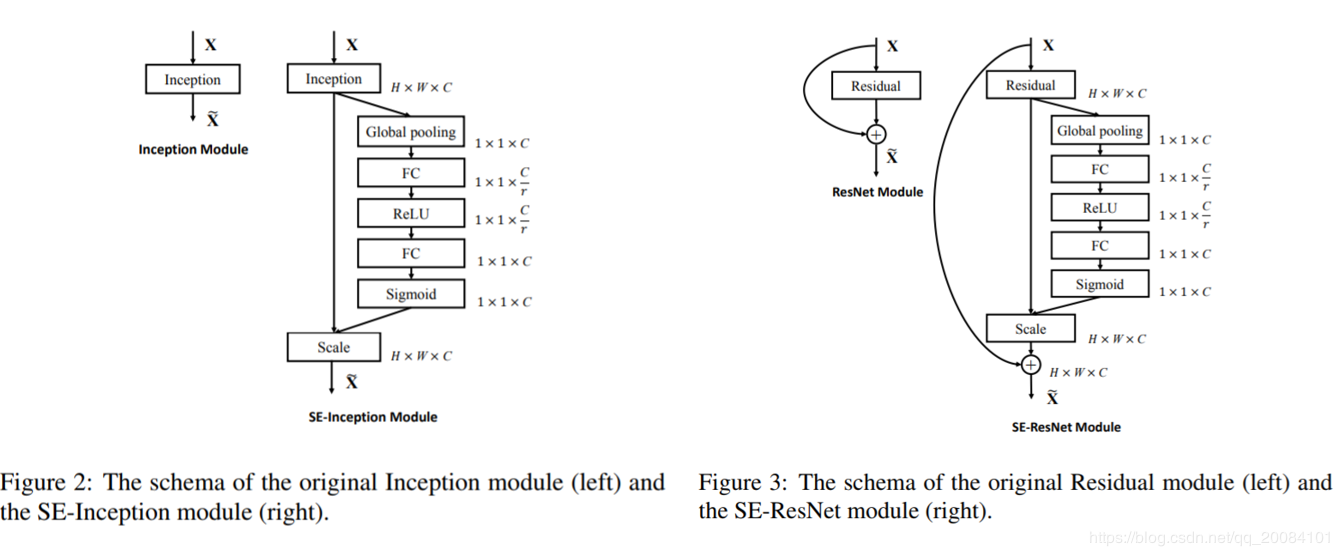 X
Inception
X̃
Inception Module
X
Inception
H × W × C
Global pooling
1 × 1 × C
FC
1 × 1 × C/r
ReLU
1 × 1 × C/r
FC
1 × 1 × C
Sigmoid
1 × 1 × C
Scale
H × W × C
X̃
SE-Inception Module
X
Residual
+
X̃
ResNet Module
X
Residual
H × W × C
Global pooling
1 × 1 × C
FC
1 × 1 × C/r
ReLU
1 × 1 × C/r
FC
1 × 1 × C
Sigmoid
1 × 1 × C
Scale
H × W × C
+
H × W × C
X̃
SE-ResNet Module
Figure 2: The schema of the original Inception module (left) and
the SE-Inception module (right).
Figure 3: The schema of the original Residual module (left) and
the SE-ResNet module (right).
https://blog.csdn.net/qq_20084101